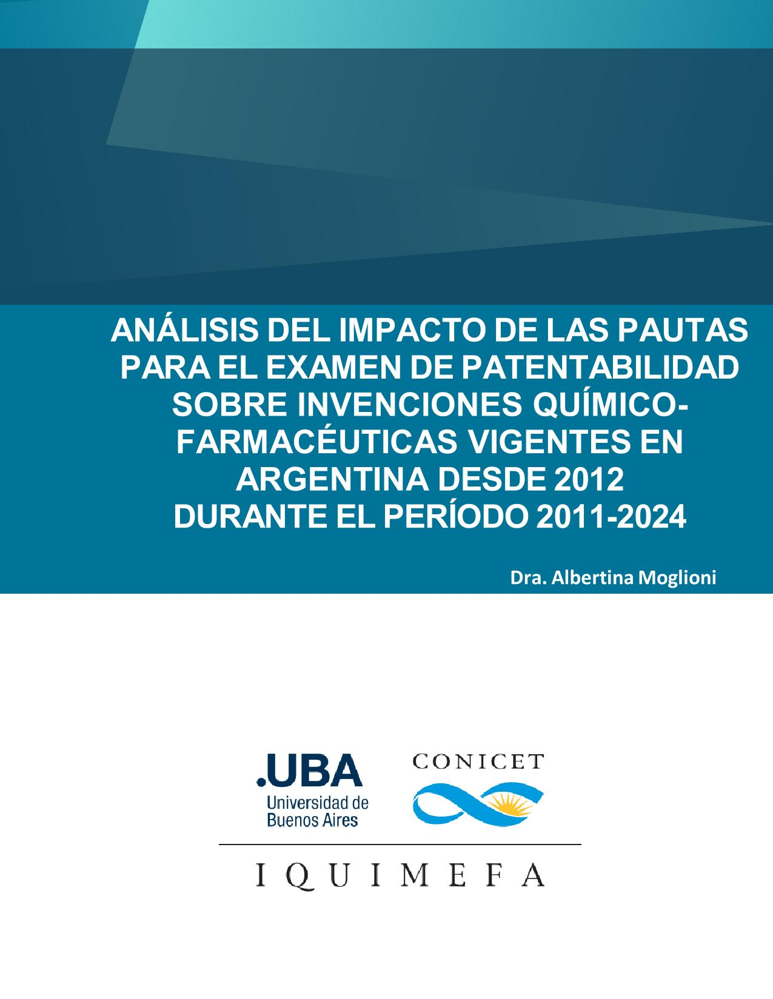 ANÁLISIS DEL IMPACTO DE LAS PAUTAS
PARA EL EXAMEN DE PATENTABILIDAD
SOBRE INVENCIONES QUÍMICO-
FARMACÉUTICAS VIGENTES EN
ARGENTINA DESDE 2012
DURANTE EL PERÍODO 2011-2024
Dra. Albertina Moglioni
.UBA
Universidad de
Buenos Aires
CONICET
IQUIMEFA